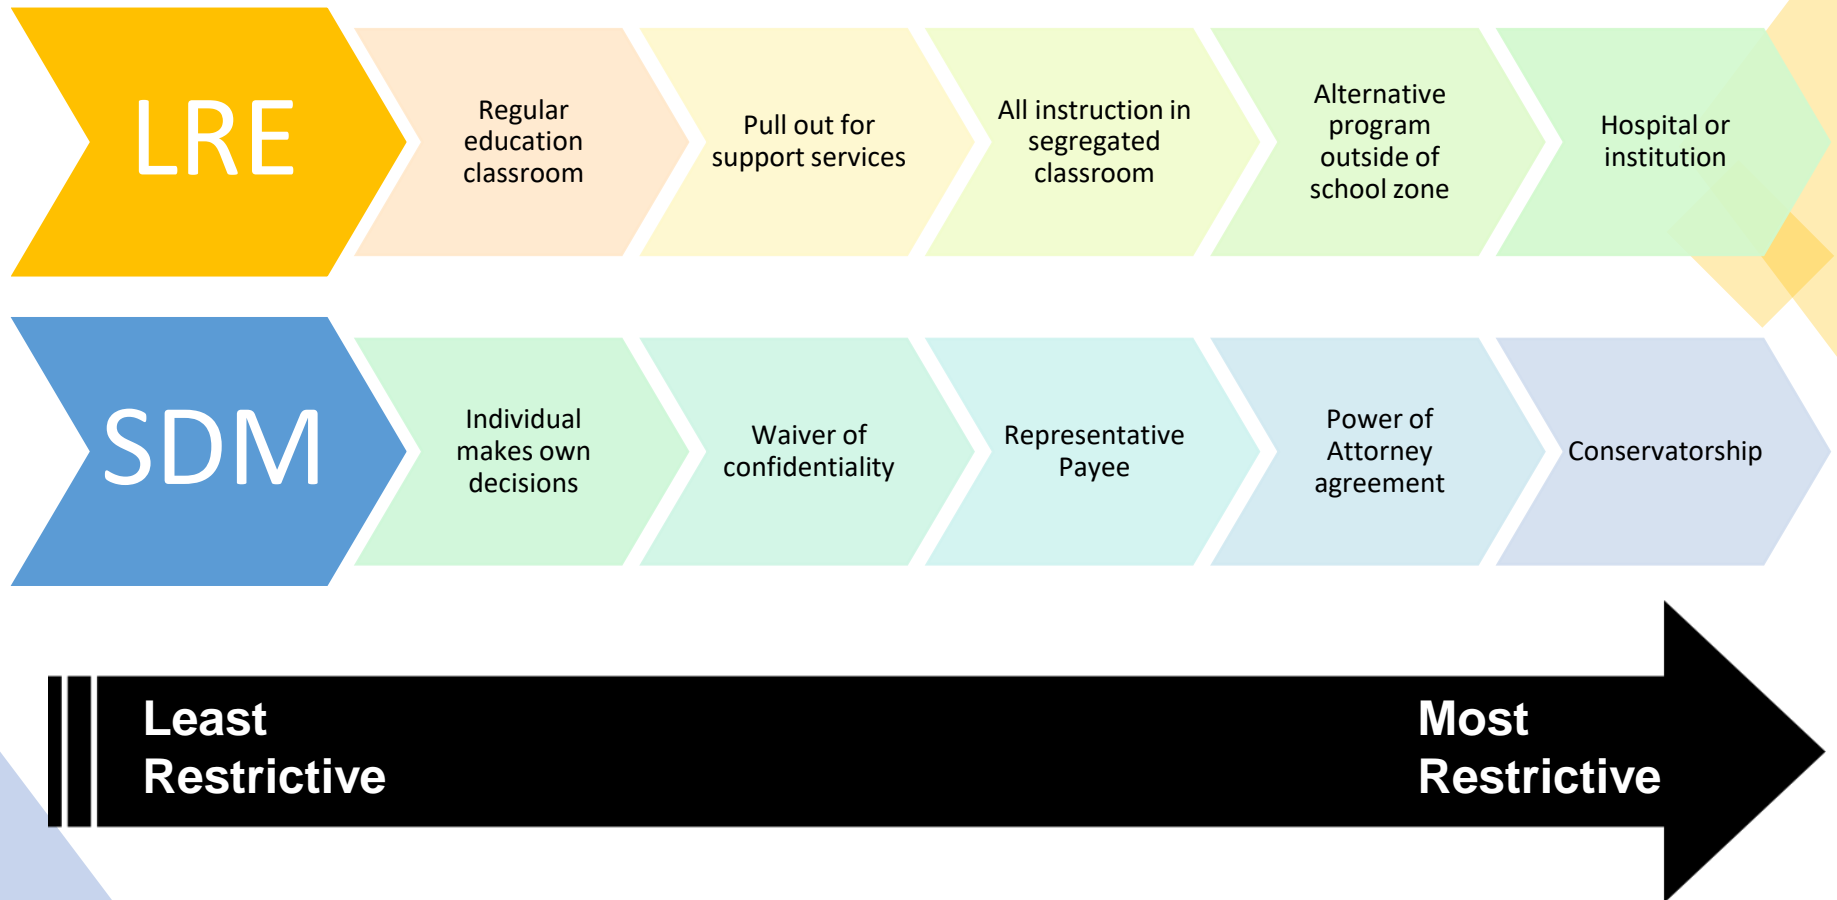 LRE
Regular
education
classroom
Pull out for
support services
All instruction in
segregated
classroom
Alternative
program
outside of
school zone
Hospital or
institution
SDM
Individual
makes own
decisions
Waiver of
confidentiality
Representative
Payee
Power of
Attorney
agreement
Conservatorship
Least
Restrictive
Most
Restrictive